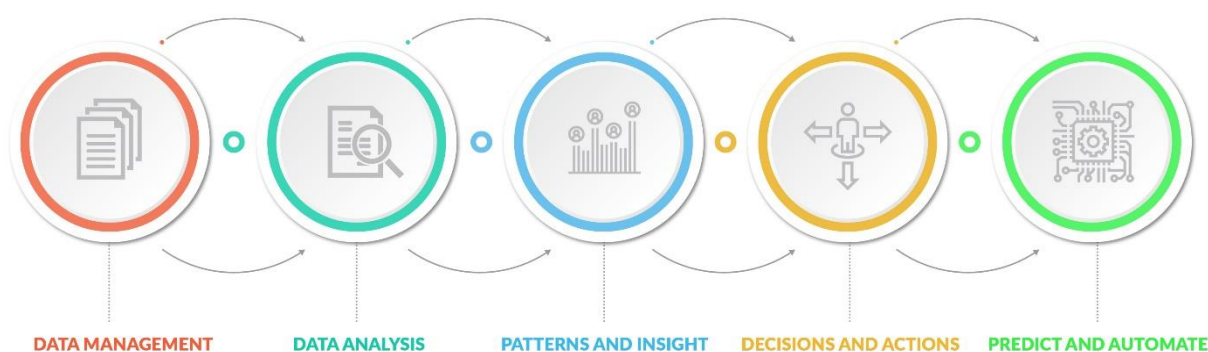 DATA MANAGEMENT
DATA ANALYSIS
PATTERNS AND INSIGHT
DECISIONS AND ACTIONS
PREDICT AND AUTOMATE